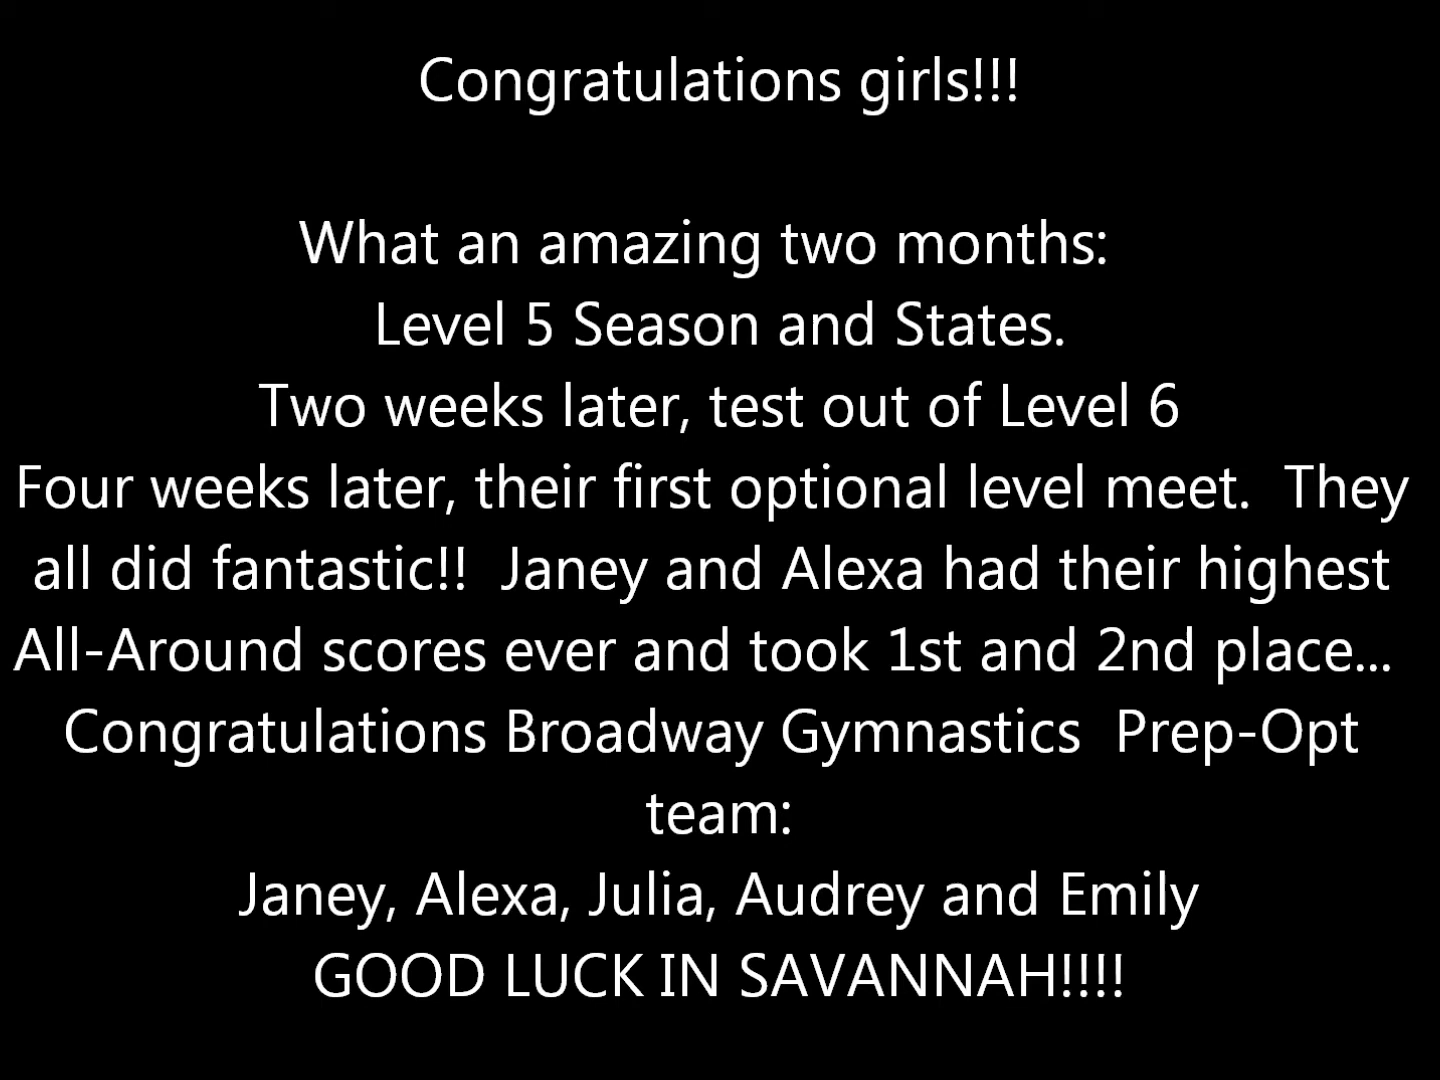 Congratulations girls!!!
What an amazing two months:
Level 5 Season and States.
Two weeks later, test out of Level 6
Four weeks later, their first optional level meet.  They
all did fantastic!!  Janey and Alexa had their highest
All-Around scores ever and took 1st and 2nd place...
Congratulations Broadway Gymnastics  Prep-Opt
team:
Janey, Alexa, Julia, Audrey and Emily
GOOD LUCK IN SAVANNAH!!!!